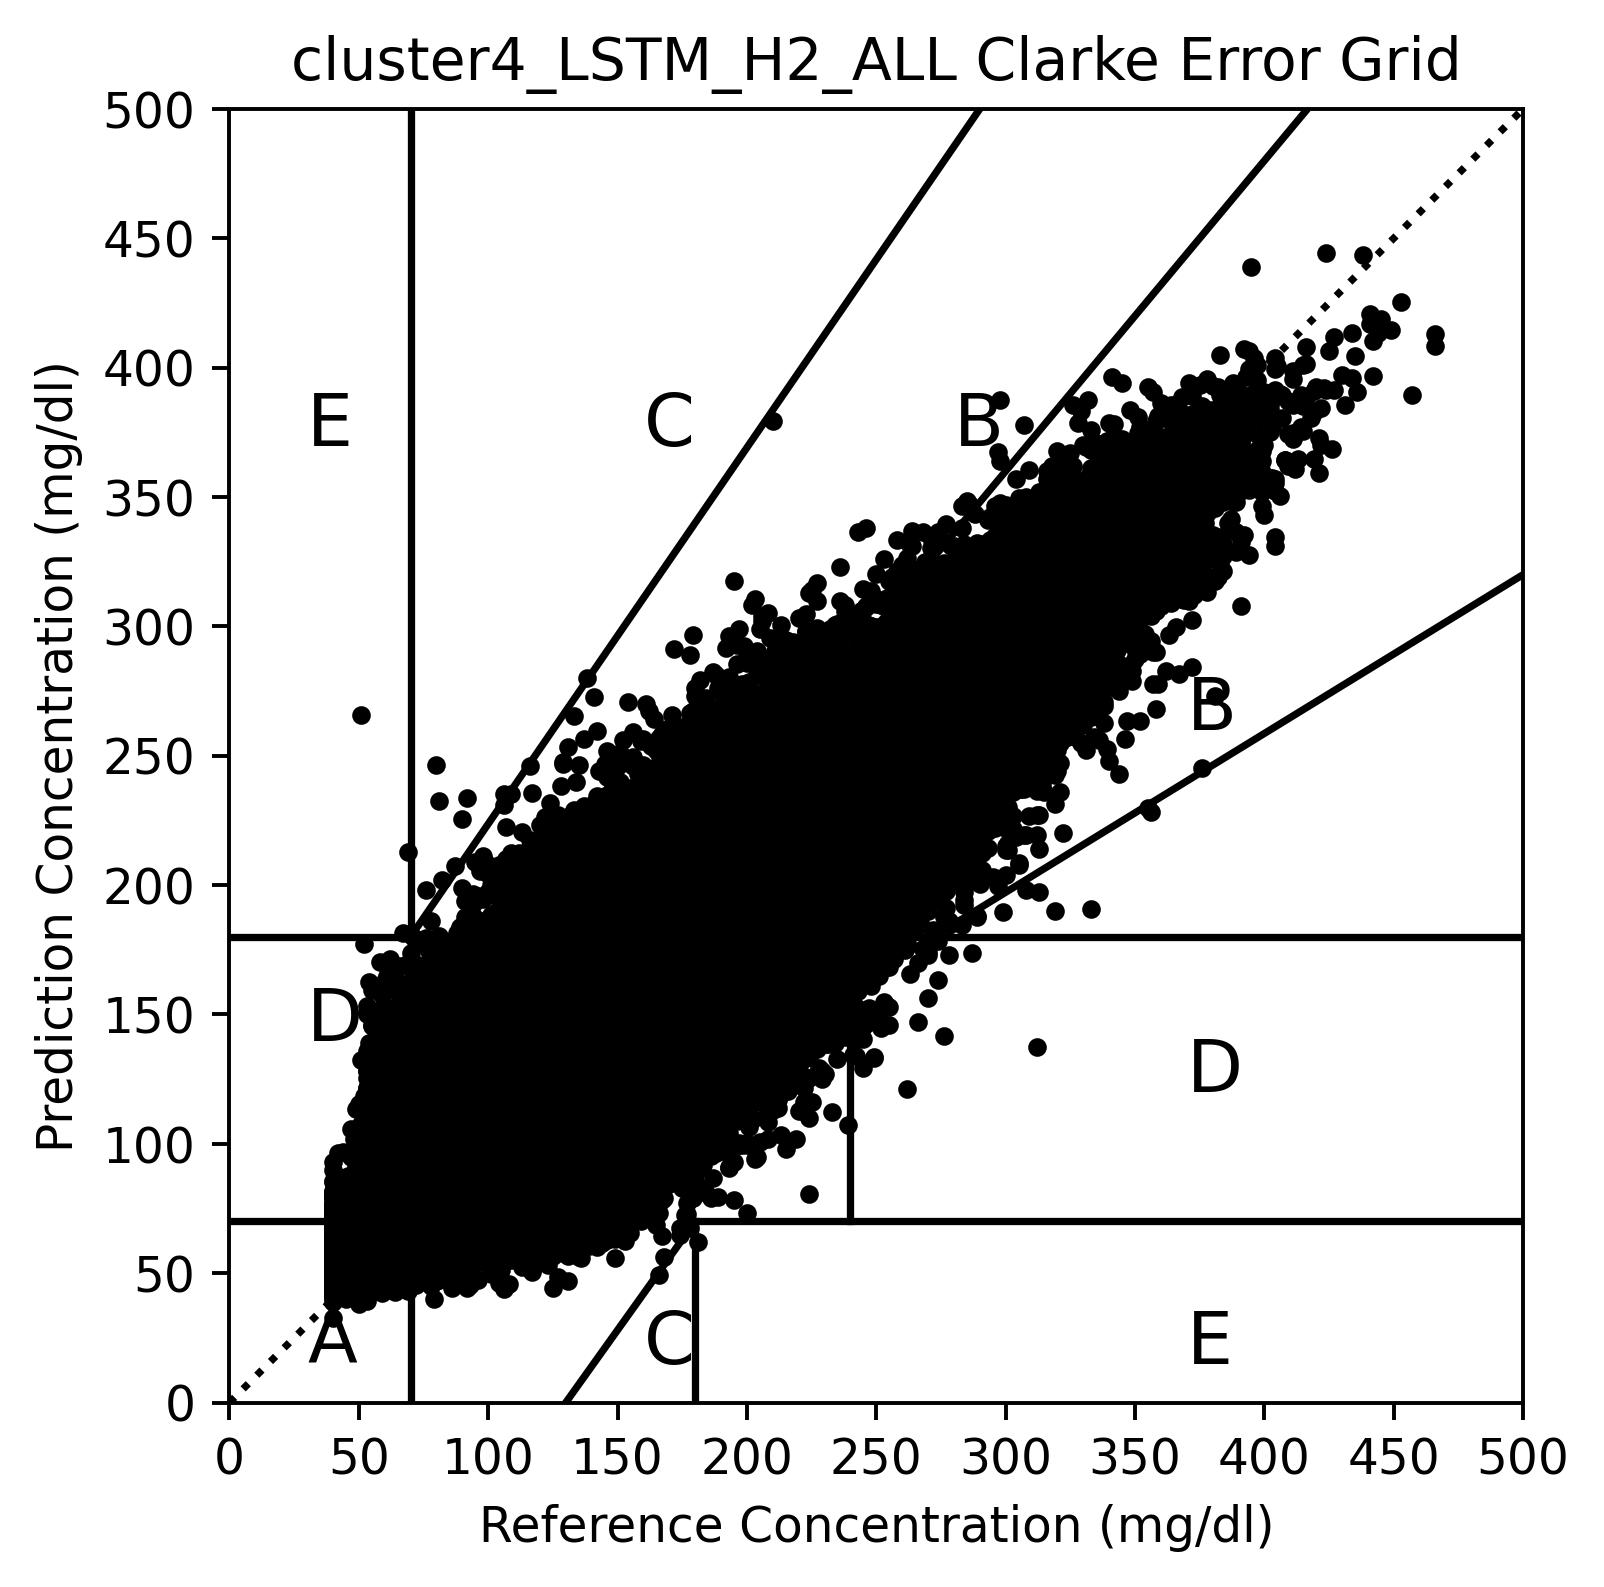 cluster4_LSTM_H2_ALL Clarke Error Grid
500
450
400
350
300
250
200
150
100
50
0
Prediction Concentration (mg/dl)
E
C
B
B
D
D
A
C
E
0 50 100 150 200 250 300 350 400 450 500
Reference Concentration (mg/dl)